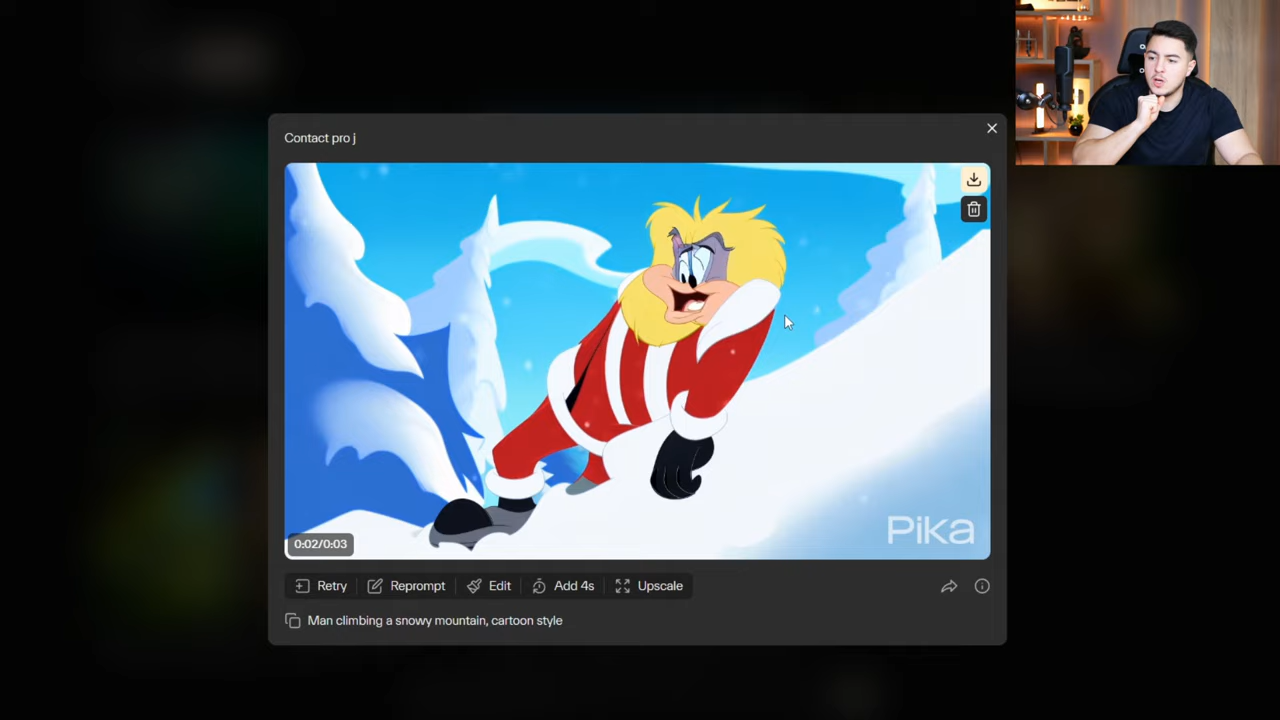 Contact pro j
Pika
0:02/0:03
Retry
Reprompt
Edit
Add 4s
Upscale
Man climbing a snowy mountain, cartoon style